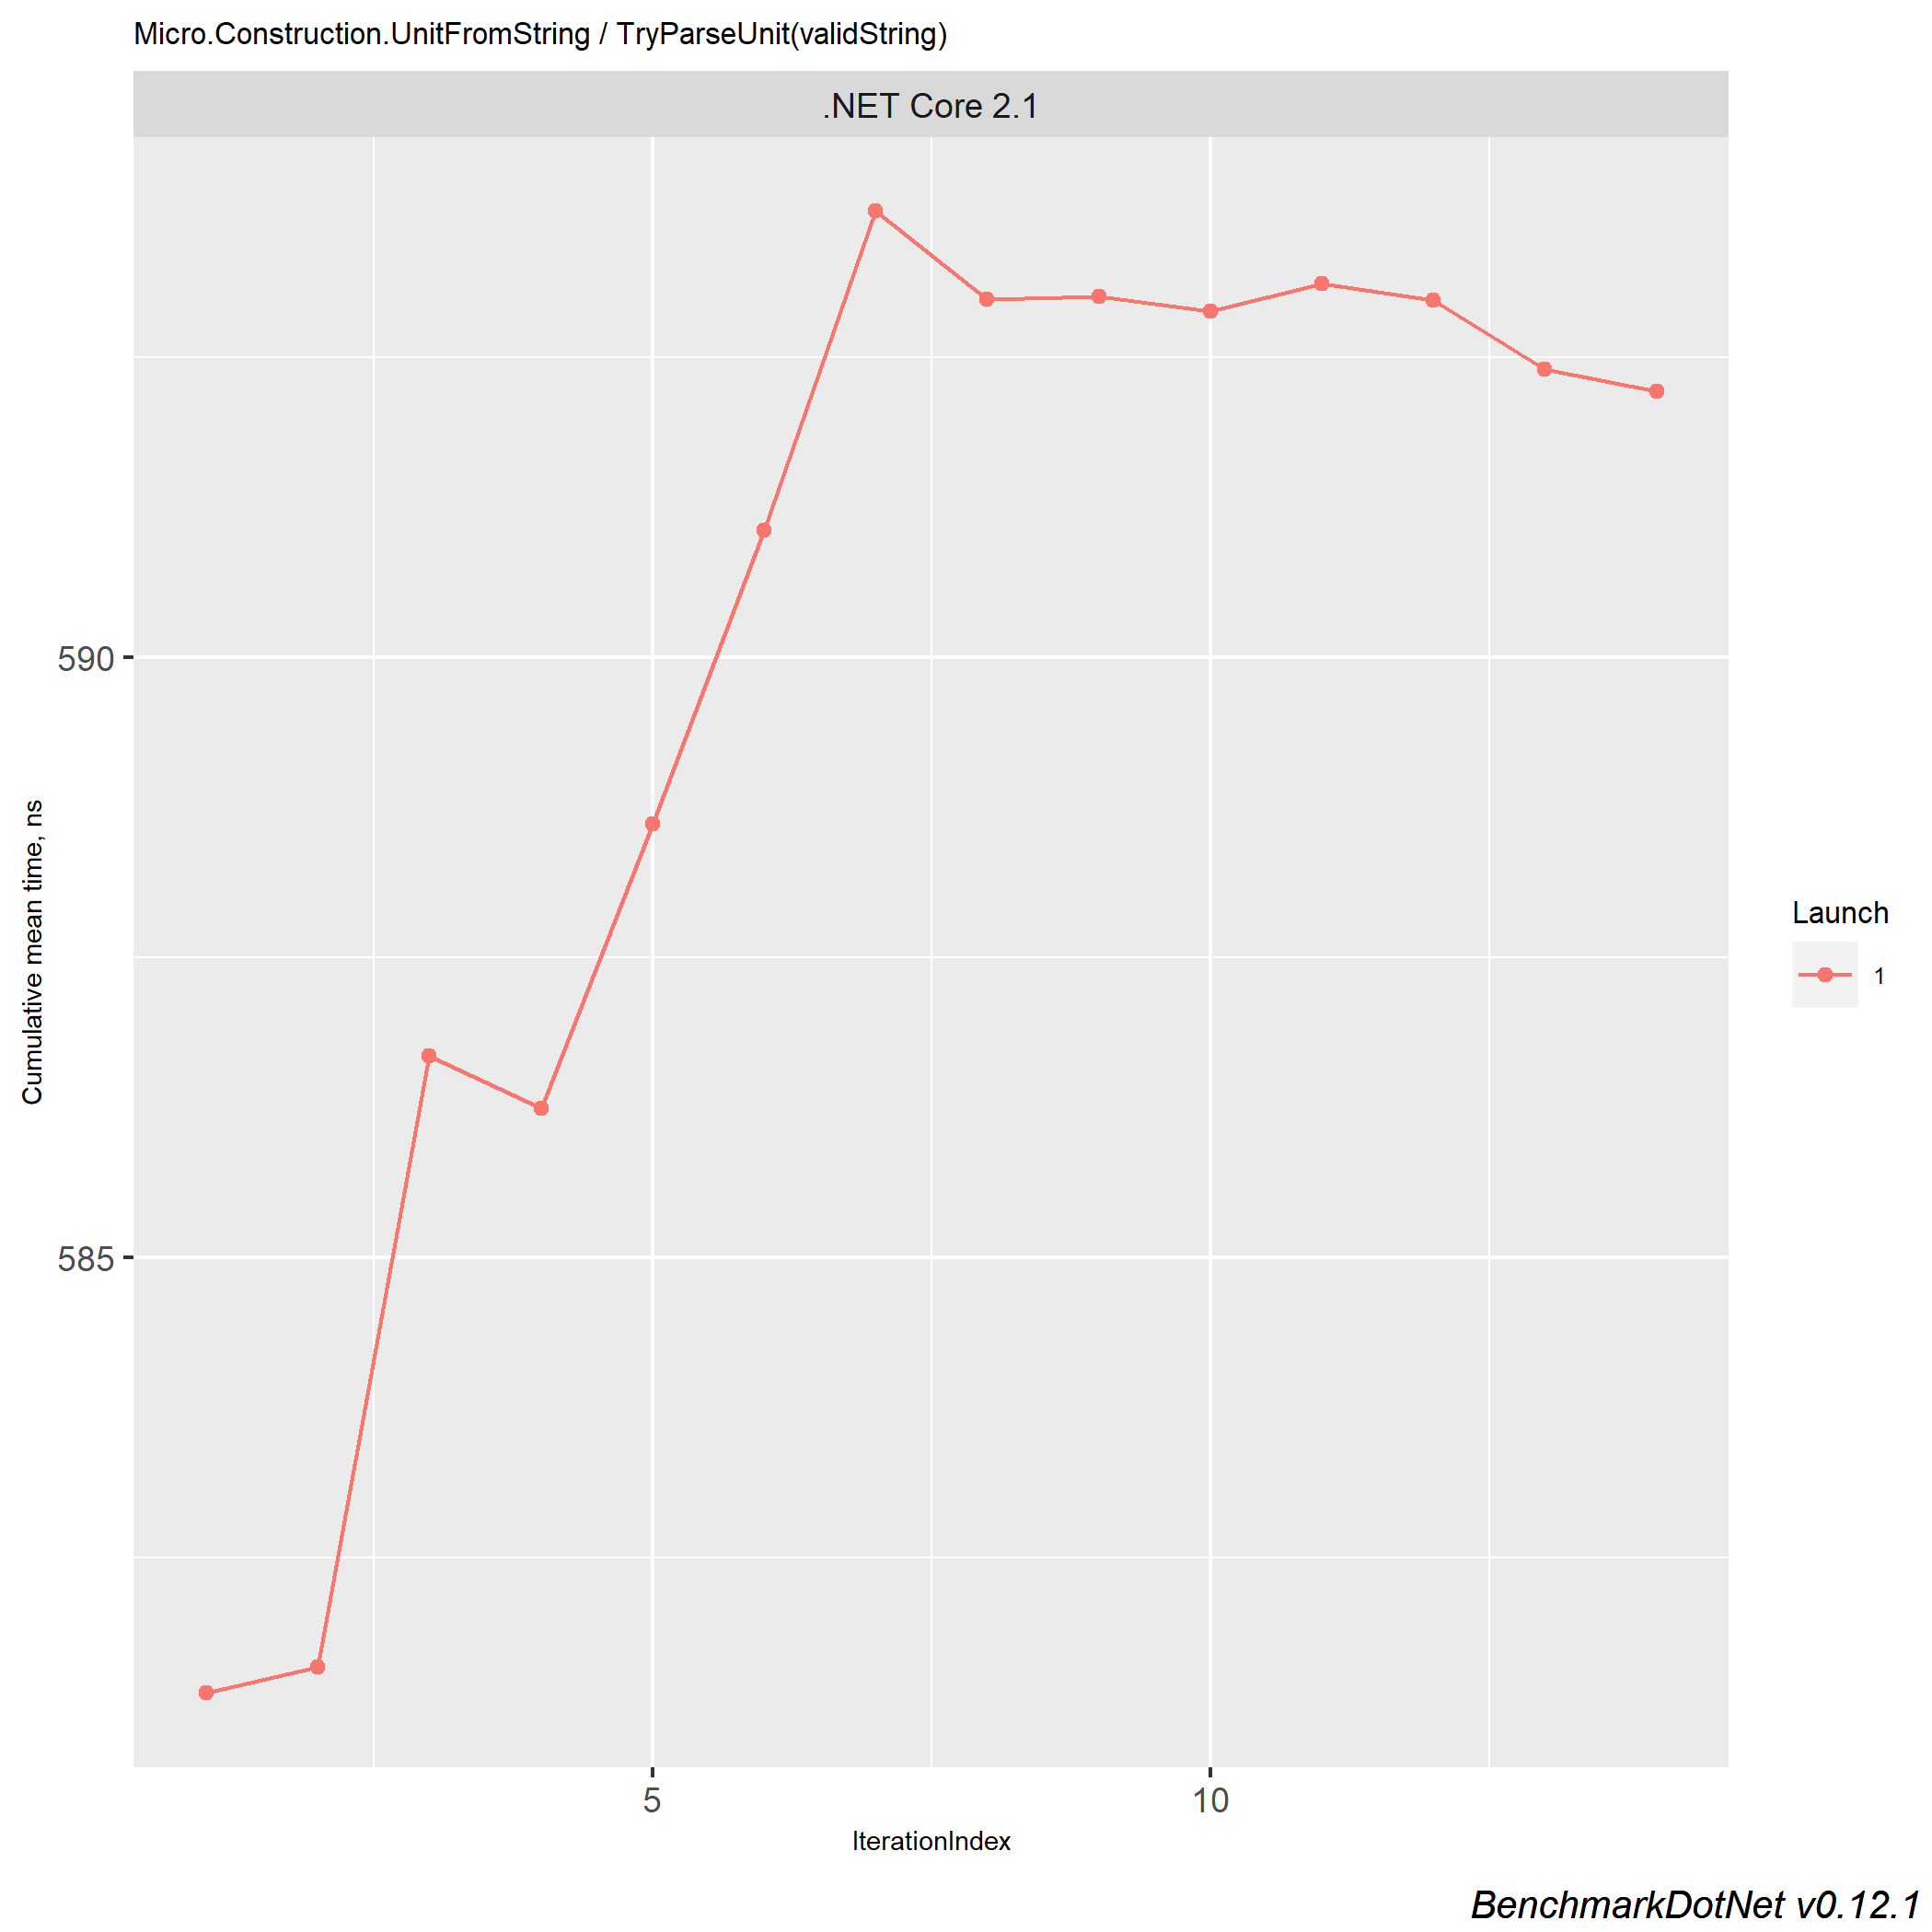 Micro.Construction.UnitFromString / TryParseUnit(validString)
.NET Core 2.1
590
585
Cumulative mean time, ns
5
10
IterationIndex
Launch
1
BenchmarkDotNet v0.12.1